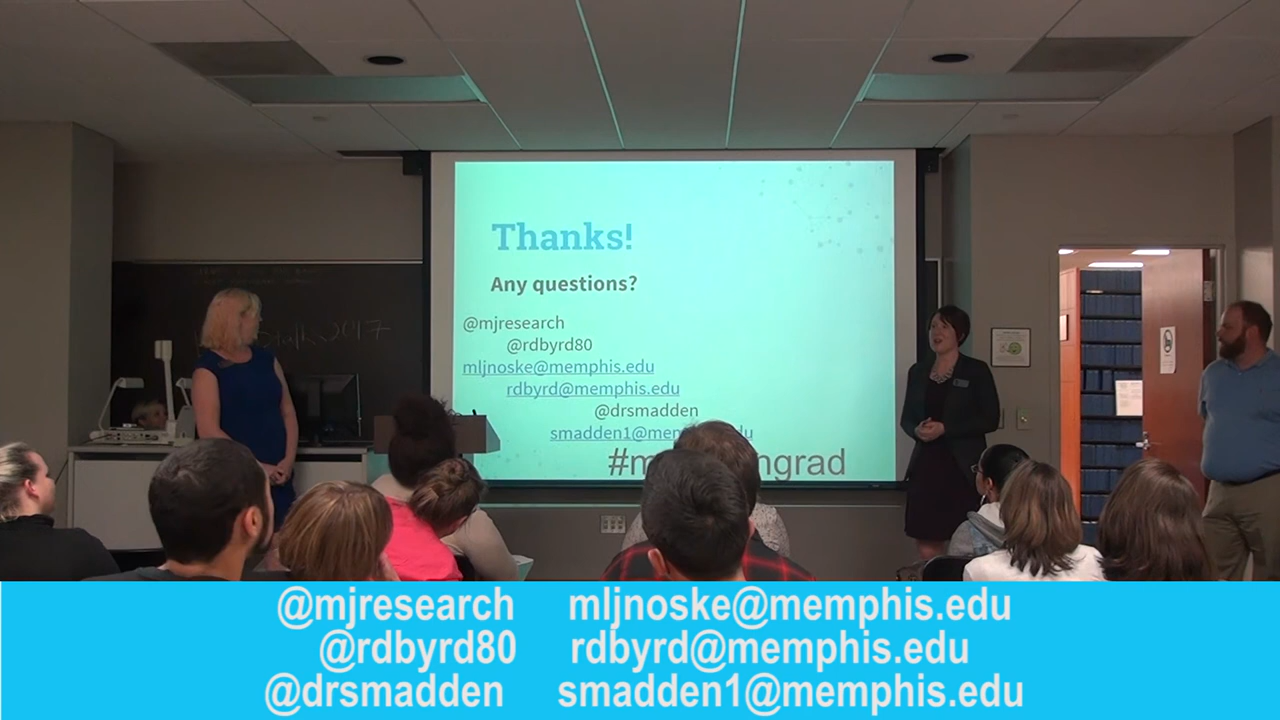 Thanks!
Any questions?
@mjresearch
@rdbyrd80
mljnoske@memphis.edu
rdbyrd@memphis.edu
@drsmadden
2017
@mjresearch mljnoske@memphis.edu
@rdbyrd80 rdbyrd@memphis.edu
@drsmadden smadden1@memphis.edu